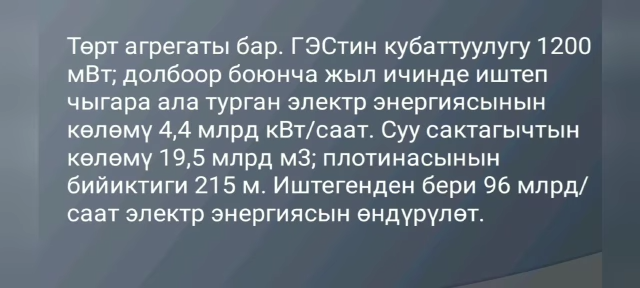 Төрт агрегаты бар. ГЭСтин кубаттуулугу 1200
мВт; долбоор боюнча жыл ичинде иштеп
чыгара ала турган электр энергиясынын
көлөмү 4,4 млрд кВт/саат. Суу сактагычтын
көлөмү 19,5 млрд м3; плотинасынын
бийиктиги 215 м. Иштегенден бери 96 млрд/
саат электр энергиясын өндүрүлөт.